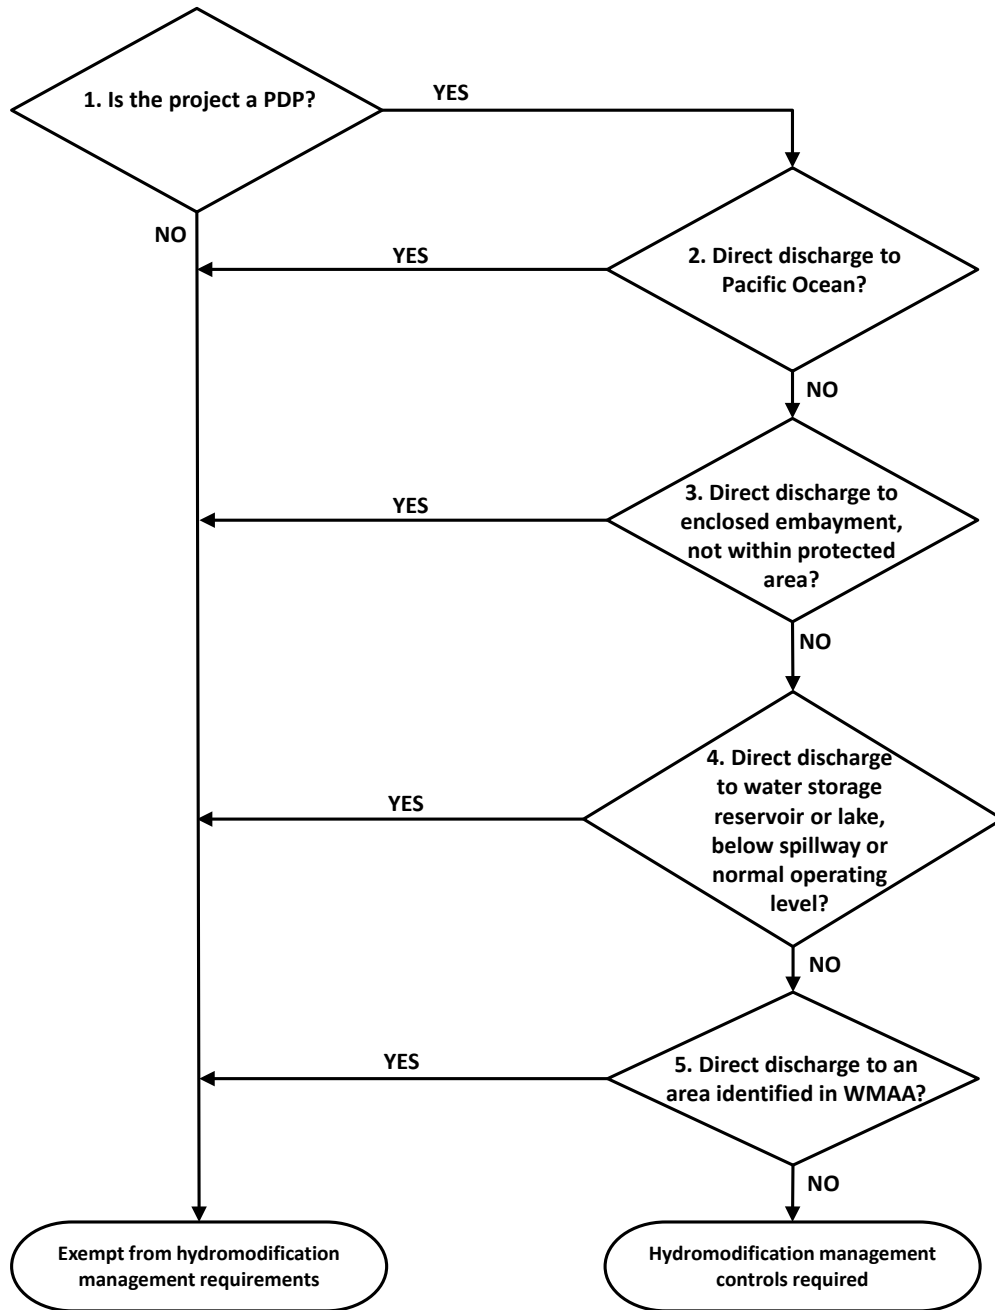 1. Is the project a PDP?
YES
NO
2. Direct discharge to
Pacific Ocean?
YES
NO
3. Direct discharge to
enclosed embayment,
not within protected
area?
YES
NO
4. Direct discharge
to water storage
reservoir or lake,
below spillway or
normal operating
level?
YES
NO
5. Direct discharge to an
area identified in WMAA?
YES
NO
Exempt from hydromodification
management requirements
Hydromodification management
controls required